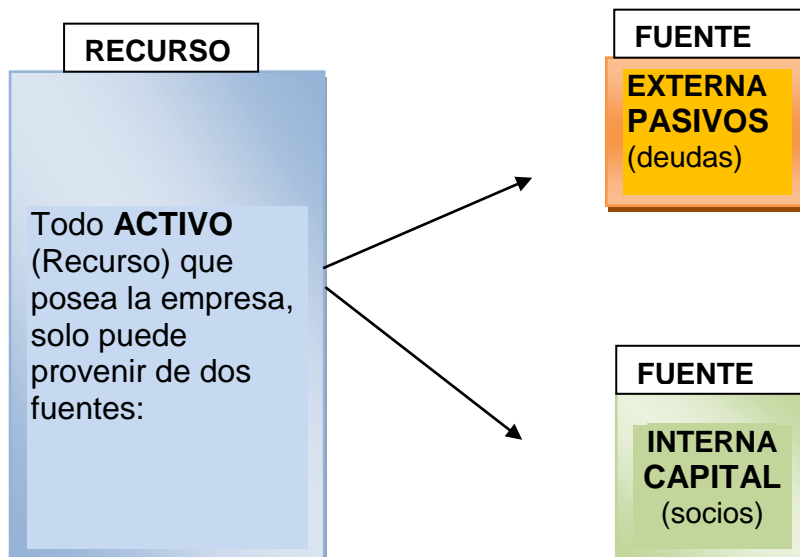 RECURSO
Todo ACTIVO
(Recurso) que
posea la empresa,
solo puede
provenir de dos
fuentes:
FUENTE
EXTERNA
PASIVOS
(deudas)
FUENTE
INTERNA
CAPITAL
(socios)